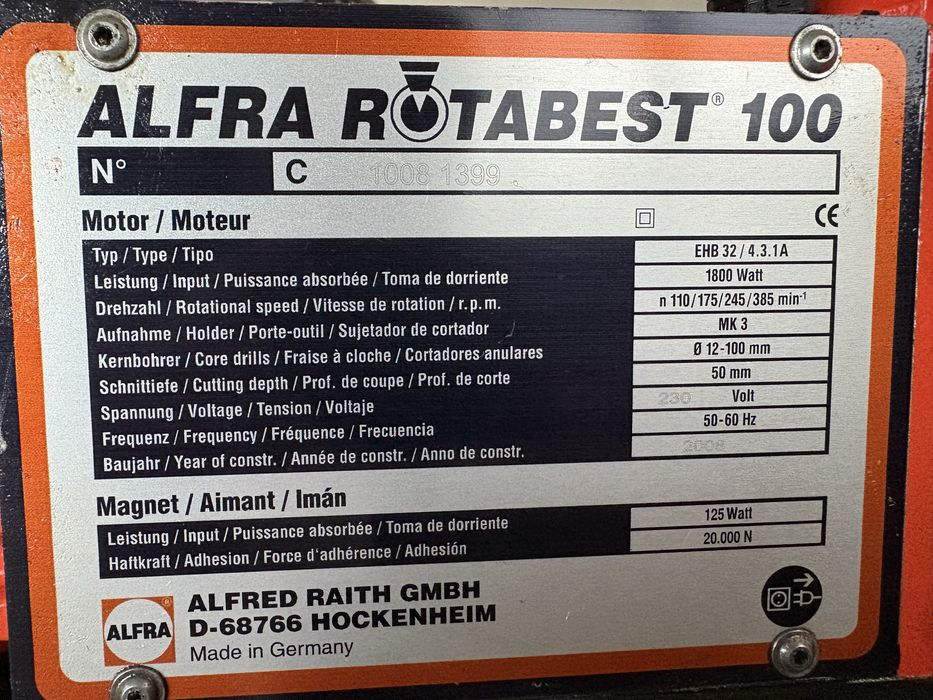 ALFRA ROTABEST® 100
N° C 1008 1399
Motor / Moteur CE
Typ / Type / Tipo EHB 32 / 4.3.1 A
Leistung / Input / Puissance absorbée / Toma de dorriente 1800 Watt
Drehzahl / Rotational speed / Vitesse de rotation / r.p.m. n 110/175/245/385 min⁻¹
Aufnahme / Holder / Porte-outil / Sujetador de cortador MK 3
Kernbohrer / Core drills / Fraise à cloche / Cortadores anulares Ø 12-100 mm
Schnittiefe / Cutting depth / Prof. de coupe / Prof. de corte 50 mm
Spannung / Voltage / Tension / Voltaje 230 Volt
Frequenz / Frequency / Fréquence / Frecuencia 50-60 Hz
Baujahr / Year of constr. / Année de constr. / Anno de constr. 2008
Magnet / Aimant / Imán
Leistung / Input / Puissance absorbée / Toma de dorriente 125 Watt
Haftkraft / Adhesion / Force d'adhérence / Adhesión 20.000 N
ALFRA®
ALFRED RAITH GMBH
D-68766 HOCKENHEIM
Made in Germany